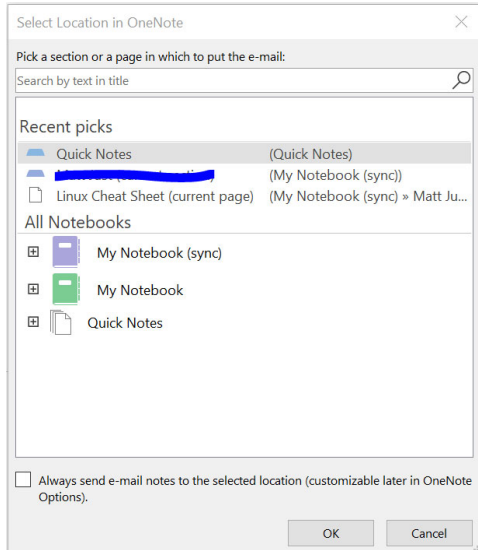 Select Location in OneNote
Pick a section or a page in which to put the e-mail:
Search by text in title
Recent picks
Quick Notes (Quick Notes)
(My Notebook (sync))
Linux Cheat Sheet (current page) (My Notebook (sync) » Matt Ju...
All Notebooks
My Notebook (sync)
My Notebook
Quick Notes
Always send e-mail notes to the selected location (customizable later in OneNote
Options).
OK Cancel